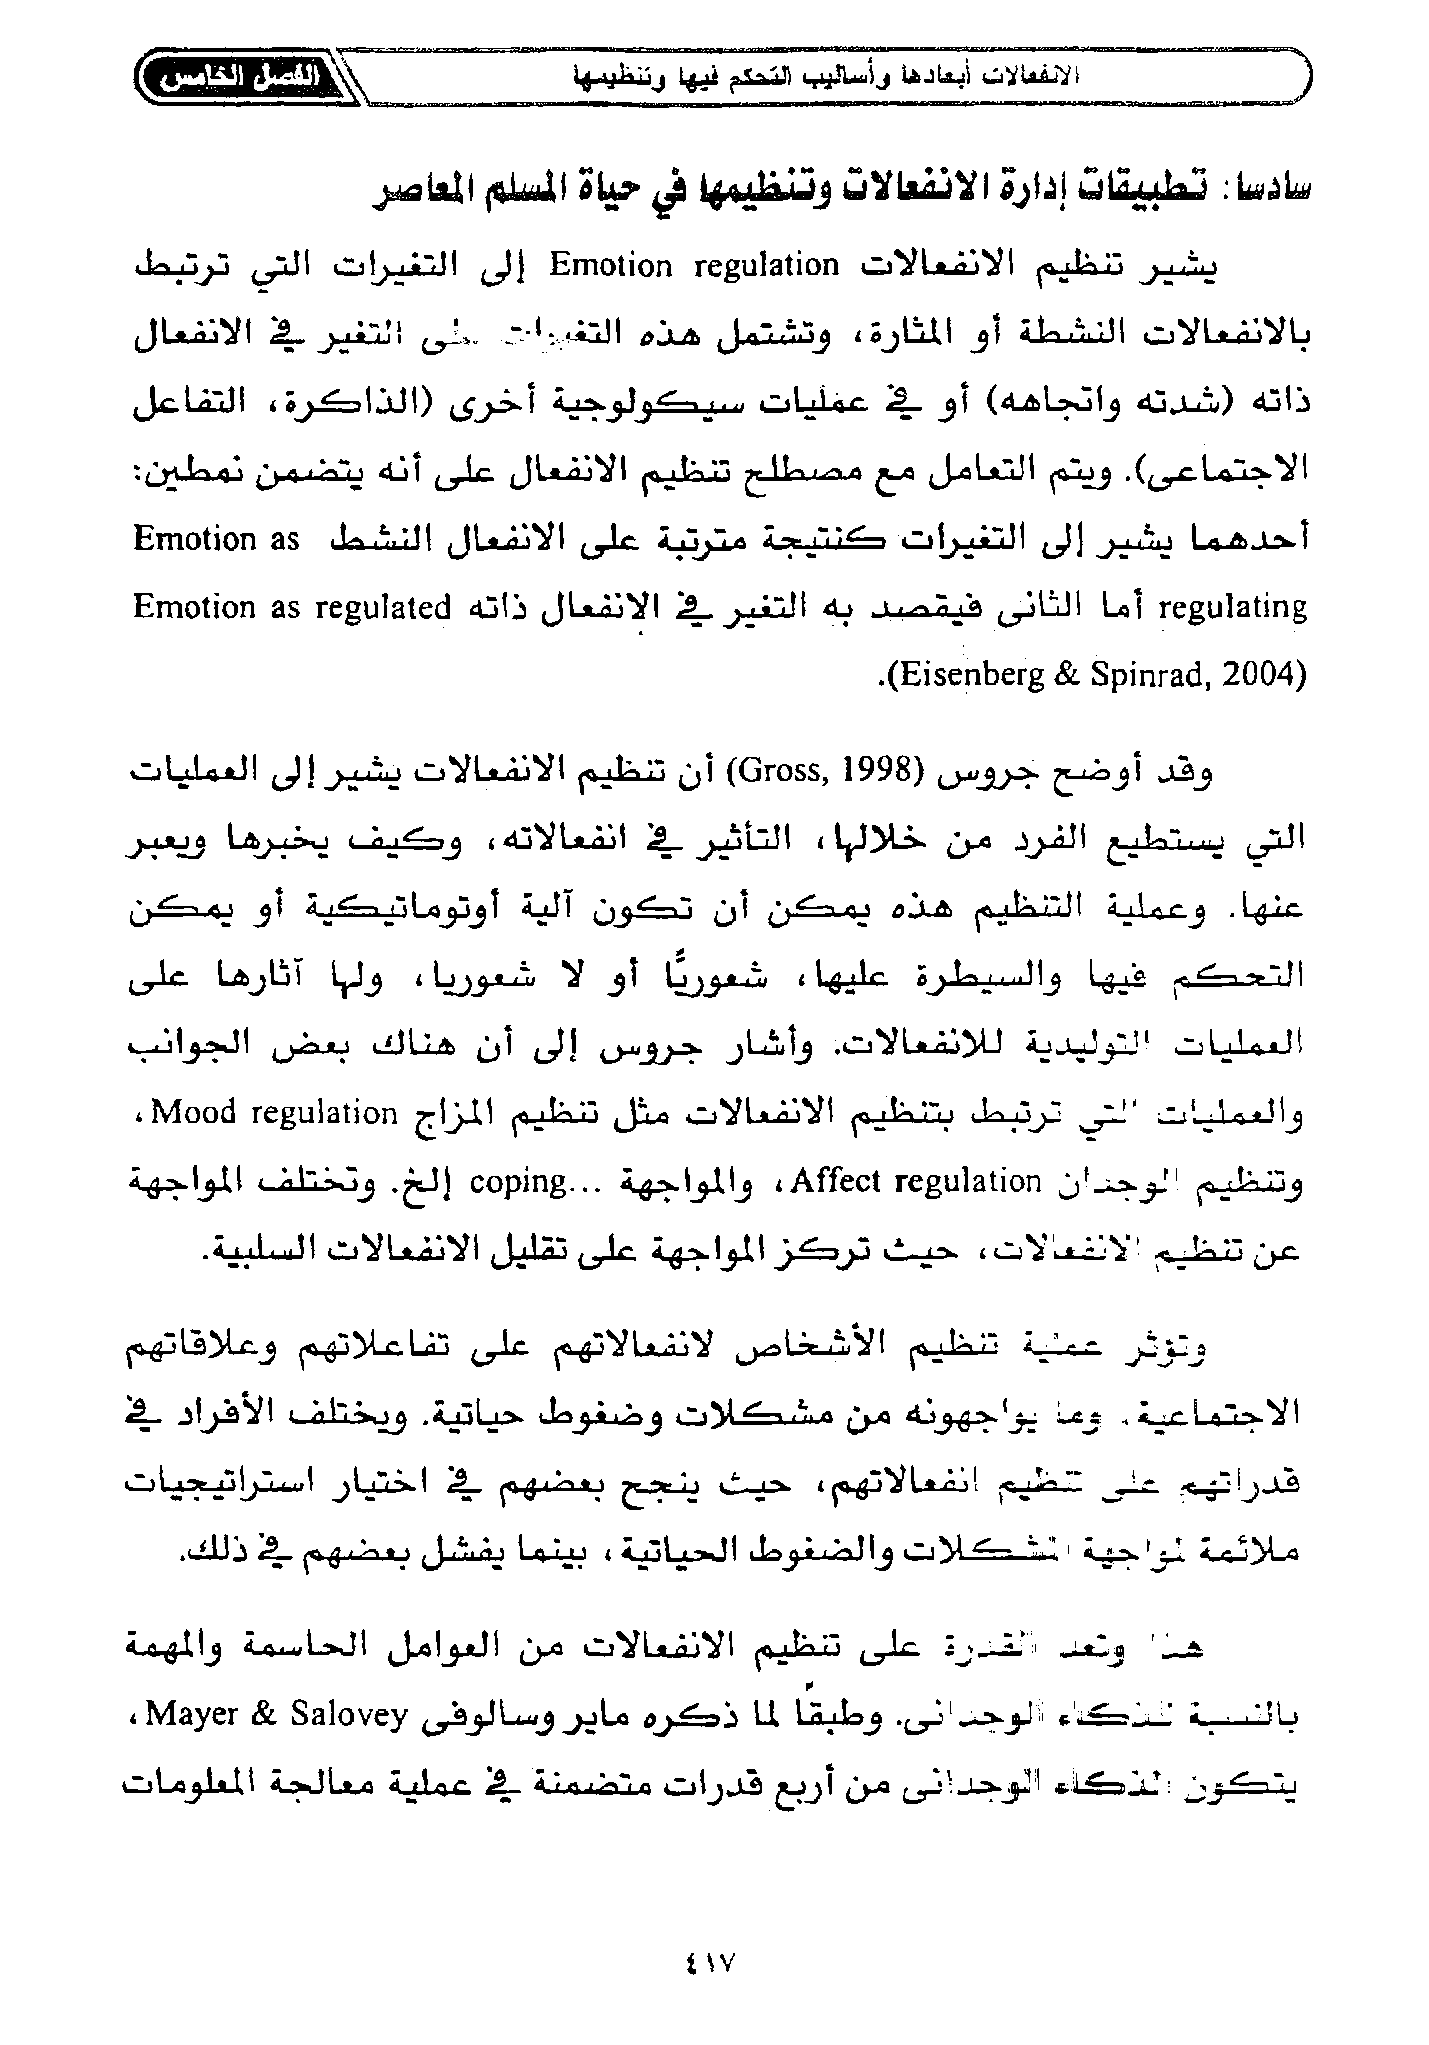 الانفعالات أبعادها وأساليب التحكم فيها وتنظيمها
الفصل الخامس
سادسا: تطبيقات إدارة الانفعالات وتنظيمها في حياة المسلم المعاصر
يشير تنظيم الانفعالات Emotion regulation إلى التغيرات التي ترتبط
بالانفعالات النشطة أو المثارة، وتشتمل هذه التغيرات على التغير في الانفعال
ذاته (شدته واتجاهه) أو في عمليات سيكولوجية أخرى (الذاكرة، التفاعل
الاجتماعى). ويتم التعامل مع مصطلح تنظيم الانفعال على أنه يتضمن نمطين:
أحدهما يشير إلى التغيرات كنتيجة مترتبة على الانفعال النشط Emotion as
regulating أما الثانى فيقصد به التغير في الانفعال ذاته Emotion as regulated
(Eisenberg & Spinrad, 2004).
وقد أوضح جروس (Gross, 1998) أن تنظيم الانفعالات يشير إلى العمليات
التي يستطيع الفرد من خلالها، التأثير في انفعالاته، وكيف يخبرها ويعبر
عنها. وعملية التنظيم هذه يمكن أن تكون آلية أوتوماتيكية أو يمكن
التحكم فيها والسيطرة عليها، شعوريًا أو لا شعوريا، ولها آثارها على
العمليات التوليدية للانفعالات. وأشار جروس إلى أن هناك بعض الجوانب
والعمليات التي ترتبط بتنظيم الانفعالات مثل تنظيم المزاج Mood regulation،
وتنظيم الوجدان Affect regulation، والمواجهة coping... إلخ. وتختلف المواجهة
عن تنظيم الانفعالات، حيث تركز المواجهة على تقليل الانفعالات السلبية.
وتؤثر عملية تنظيم الأشخاص لانفعالاتهم على تفاعلاتهم وعلاقاتهم
الاجتماعية. وما يواجهونه من مشكلات وضغوط حياتية. ويختلف الأفراد في
قدراتهم على تنظيم انفعالاتهم، حيث ينجح بعضهم في اختيار استراتيجيات
ملائمة لمواجهة المشكلات والضغوط الحياتية، بينما يفشل بعضهم في ذلك.
هذا وتعد القدرة على تنظيم الانفعالات من العوامل الحاسمة والمهمة
بالنسبة للذكاء الوجدانى. وطبقًا لما ذكره ماير وسالوفى Mayer & Salovey،
يتكون الذكاء الوجدانى من أربع قدرات متضمنة في عملية معالجة المعلومات
٤١٧